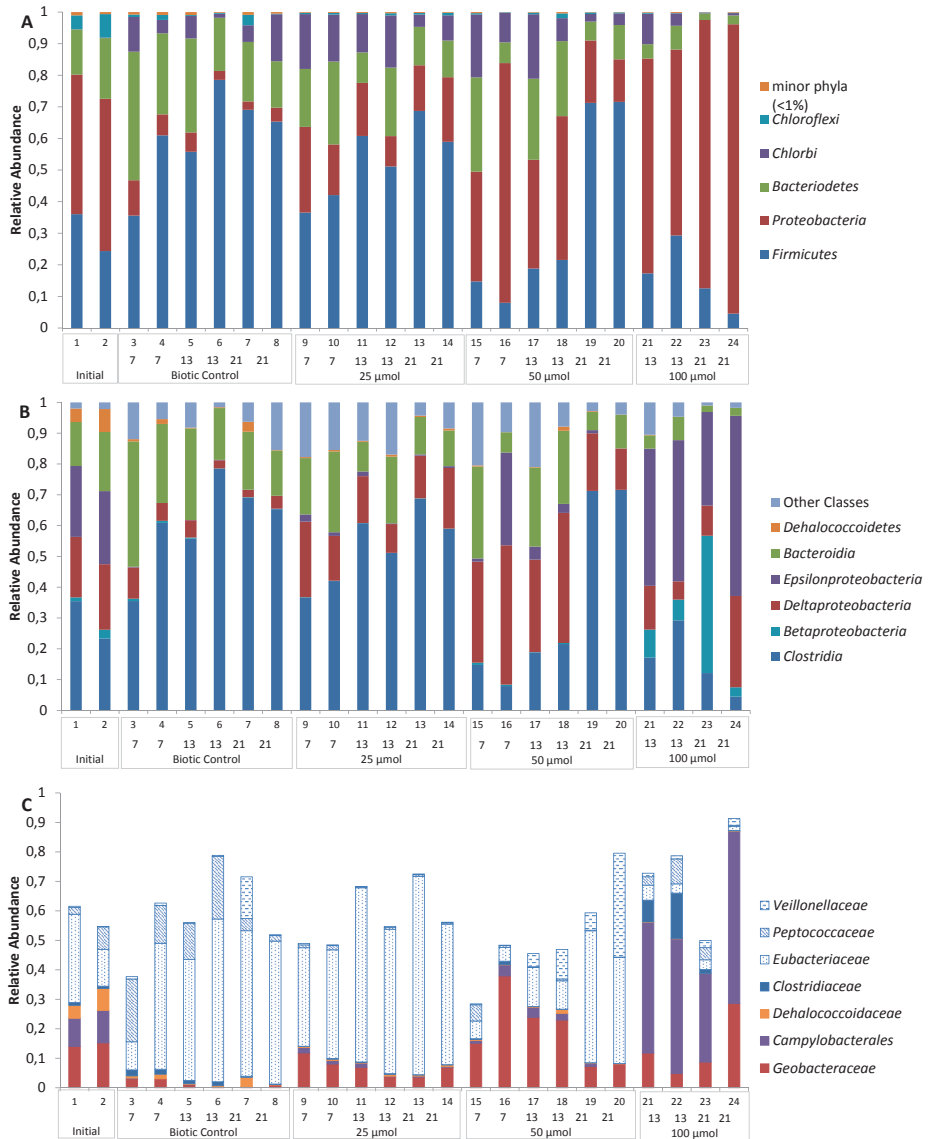 A
Relative Abundance
1
0,9
0,8
0,7
0,6
0,5
0,4
0,3
0,2
0,1
0
1 2 3 4 5 6 7 8 9 10 11 12 13 14 15 16 17 18 19 20 21 22 23 24
7 7 13 13 21 21 7 7 13 13 21 21 7 7 13 13 21 21 13 13 21 21
Initial Biotic Control 25 µmol 50 µmol 100 µmol
minor phyla
(<1%)
Chloroflexi
Chlorbi
Bacteriodetes
Proteobacteria
Firmicutes
B
Relative Abundance
1
0,9
0,8
0,7
0,6
0,5
0,4
0,3
0,2
0,1
0
1 2 3 4 5 6 7 8 9 10 11 12 13 14 15 16 17 18 19 20 21 22 23 24
7 7 13 13 21 21 7 7 13 13 21 21 7 7 13 13 21 21 13 13 21 21
Initial Biotic Control 25 µmol 50 µmol 100 µmol
Other Classes
Dehalococcoidetes
Bacteroidia
Epsilonproteobacteria
Deltaproteobacteria
Betaproteobacteria
Clostridia
C
Relative Abundance
1
0,9
0,8
0,7
0,6
0,5
0,4
0,3
0,2
0,1
0
1 2 3 4 5 6 7 8 9 10 11 12 13 14 15 16 17 18 19 20 21 22 23 24
7 7 13 13 21 21 7 7 13 13 21 21 7 7 13 13 21 21 13 13 21 21
Initial Biotic Control 25 µmol 50 µmol 100 µmol
Veillonellaceae
Peptococcaceae
Eubacteriaceae
Clostridiaceae
Dehalococcoidaceae
Campylobacterales
Geobacteraceae